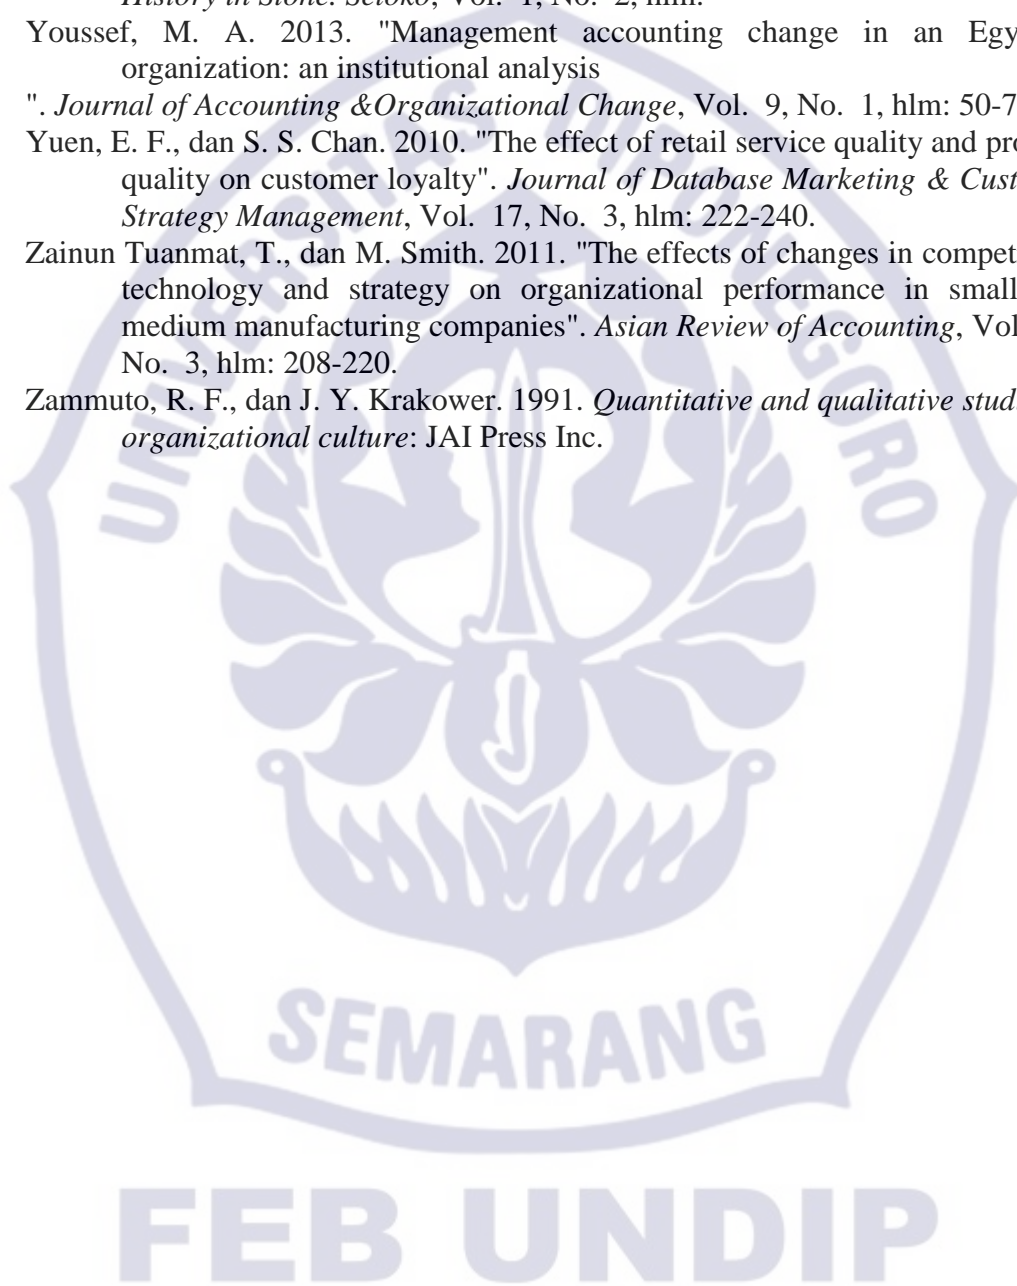 History in Stone. Seloko, Vol. 1, No. 2, hlm.
Youssef, M. A. 2013. "Management accounting change in an Egy
organization: an institutional analysis
". Journal of Accounting &Organizational Change, Vol. 9, No. 1, hlm: 50-7
Yuen, E. F., dan S. S. Chan. 2010. "The effect of retail service quality and pro
quality on customer loyalty". Journal of Database Marketing & Cust
Strategy Management, Vol. 17, No. 3, hlm: 222-240.
Zainun Tuanmat, T., dan M. Smith. 2011. "The effects of changes in compet
technology and strategy on organizational performance in small
medium manufacturing companies". Asian Review of Accounting, Vol
No. 3, hlm: 208-220.
Zammuto, R. F., dan J. Y. Krakower. 1991. Quantitative and qualitative stud
organizational culture: JAI Press Inc.
UNIVERSITAS DIPONEGORO
SEMARANG
FEB UNDIP